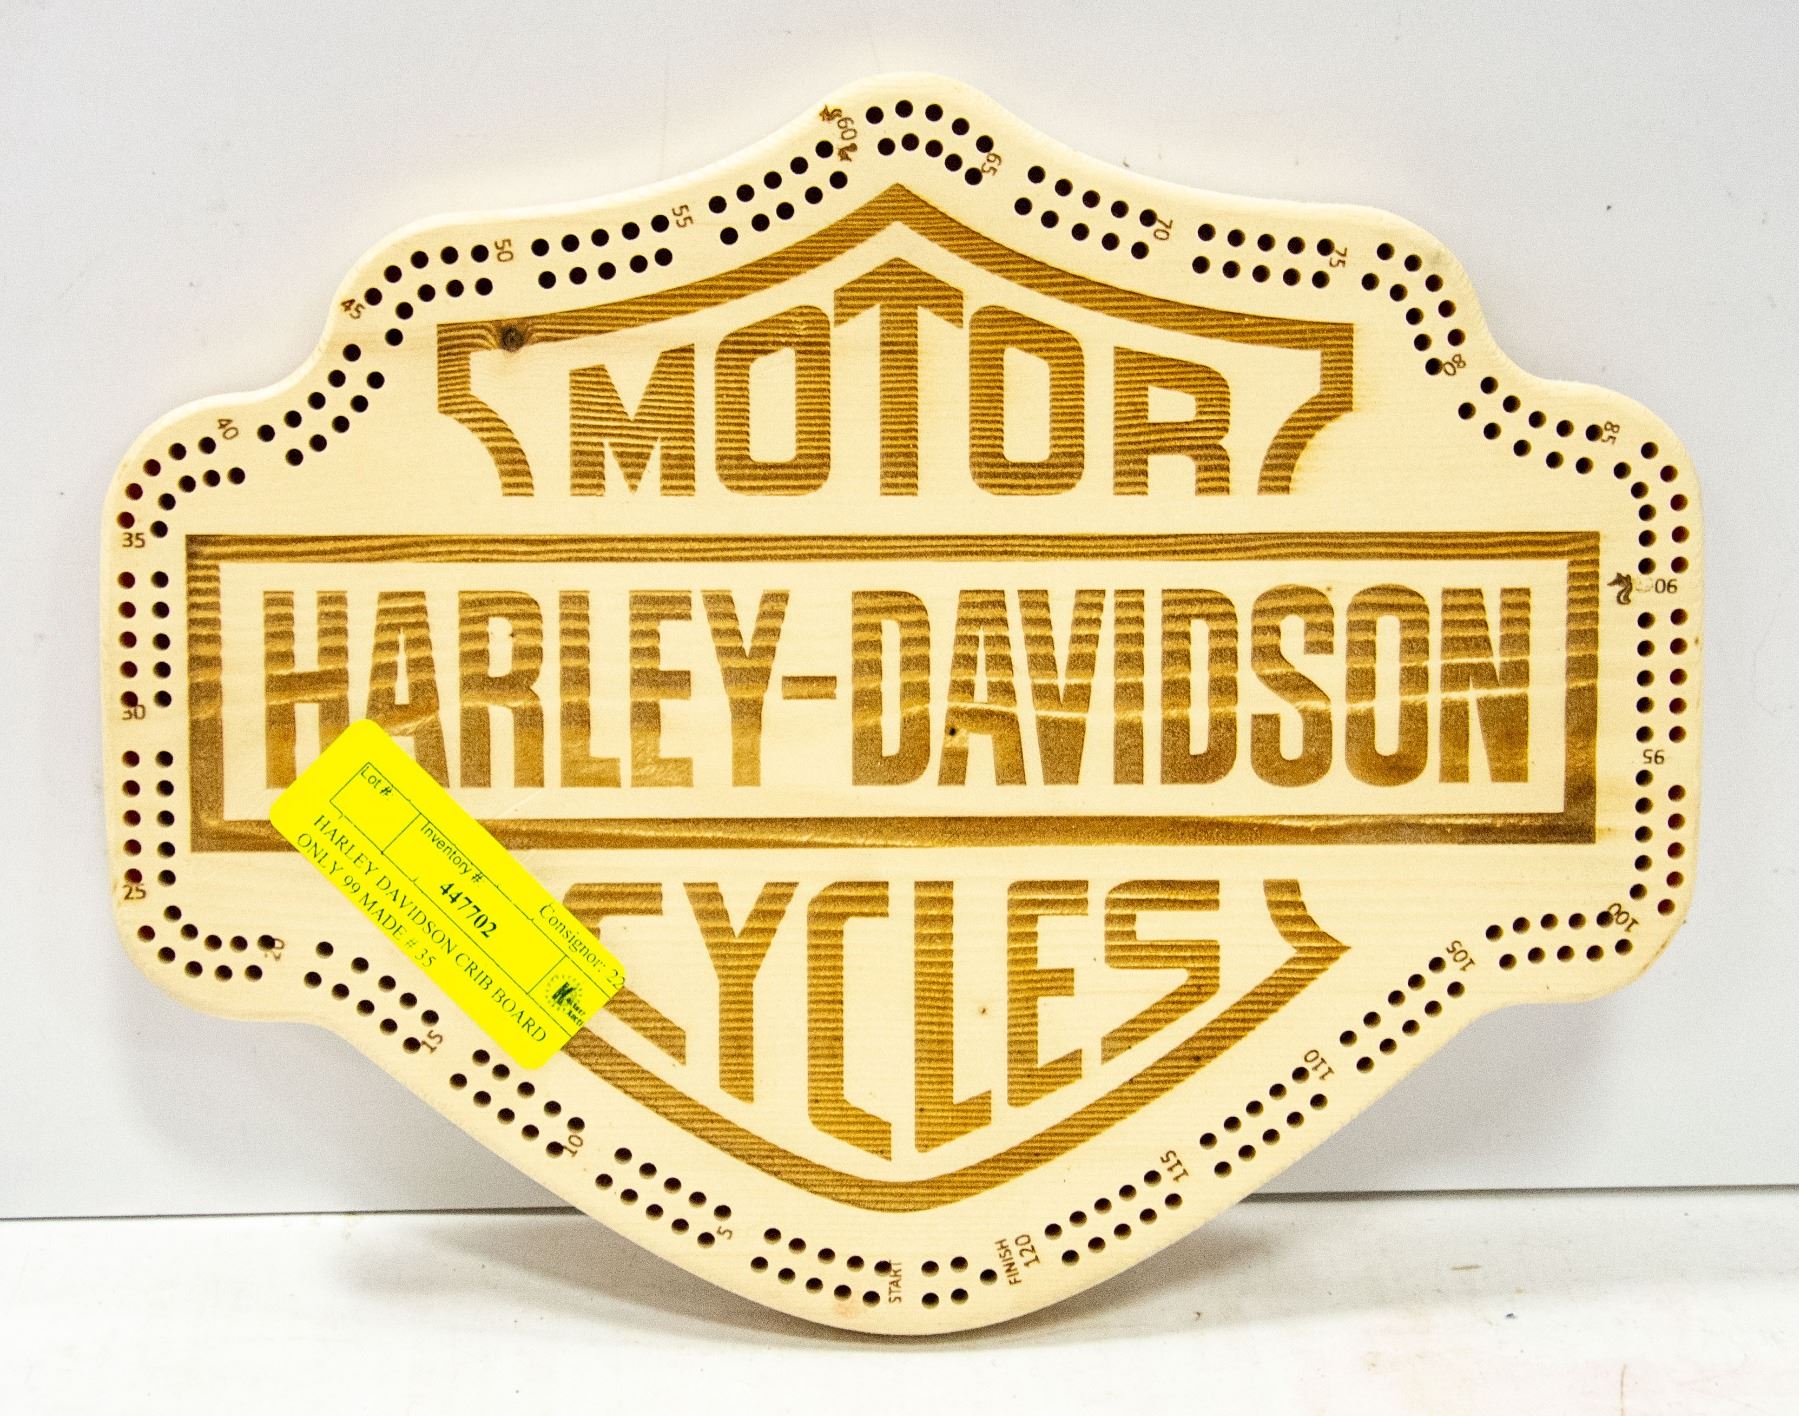 MOTOR
HARLEY-DAVIDSON
CYCLES
Lot #:
Inventory #:
Consignor: 22
447702
HARLEY DAVIDSON CRIB BOARD
ONLY 99 MADE # 35
START
5
10
15
20
25
30
35
40
45
50
55
60
65
70
75
80
85
90
95
100
105
110
115
120
FINISH